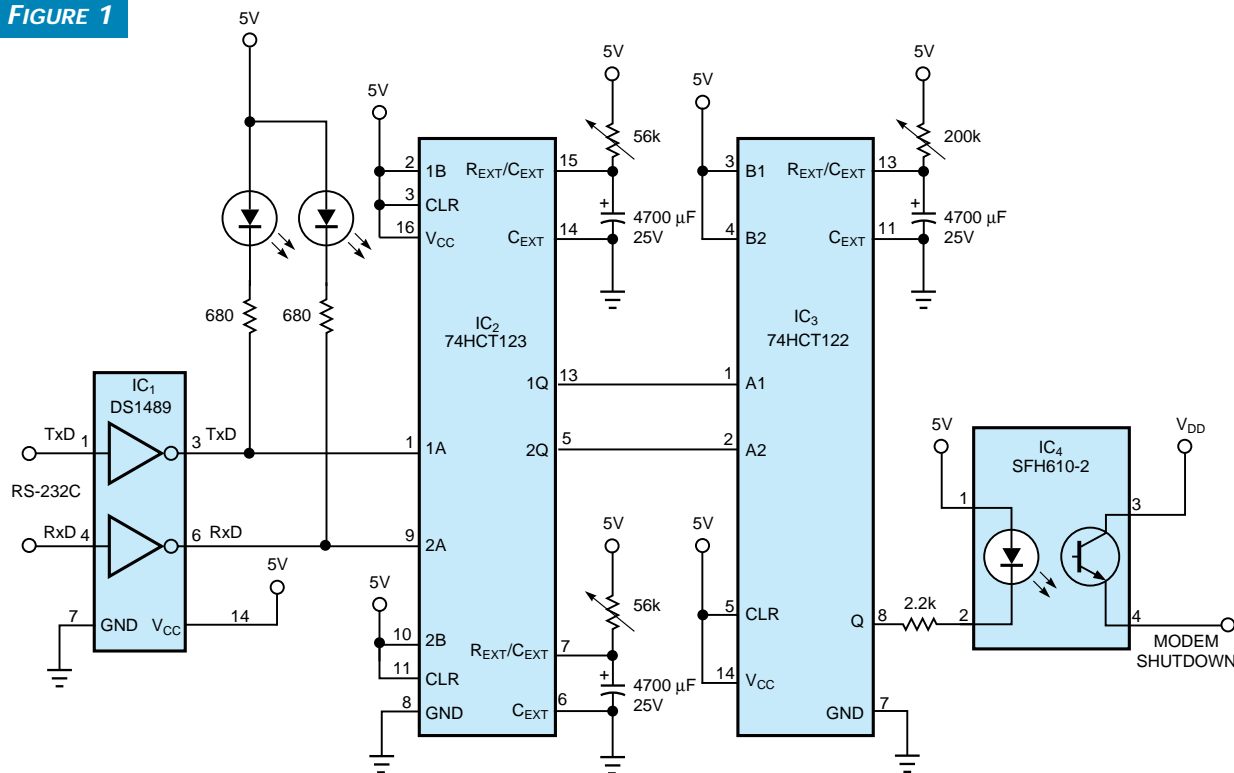 FIGURE 1
5V
5V
5V
5V
5V
2 1B
3 CLR
16 VCC
REXT/CEXT 15
CEXT 14
56k
+
4700 µF
25V
3 B1
4 B2
REXT/CEXT 13
CEXT 11
200k
+
4700 µF
25V
680
680
IC2
74HCT123
IC3
74HCT122
IC1
DS1489
TxD 1
3 TxD
1 1A
1Q 13
1 A1
RS-232C
2Q 5
2 A2
RxD 4
6 RxD
9 2A
5V
7 GND
VCC 14
5V
10 2B
11 CLR
8 GND
REXT/CEXT 7
CEXT 6
5V
56k
+
4700 µF
25V
5V
5 CLR
14 VCC
Q 8
GND 7
2.2k
5V
IC4
SFH610-2
VDD
1
2
3
4
MODEM
SHUTDOWN